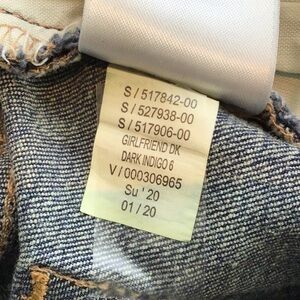 S / 517842-00
S / 527938-00
S / 517906-00
GIRLFRIEND DK
DARK INDIGO 6
V / 000306965
Su ' 20
01 / 20